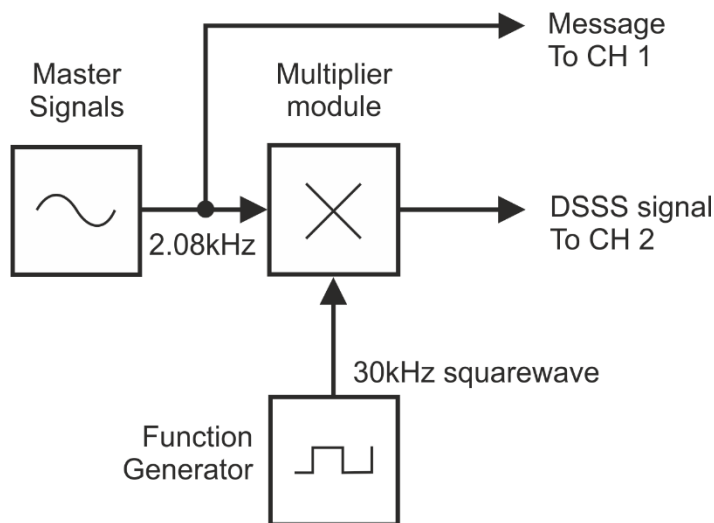 Message
To CH 1
Master
Signals
Multiplier
module
2.08kHz
DSSS signal
To CH 2
30kHz squarewave
Function
Generator